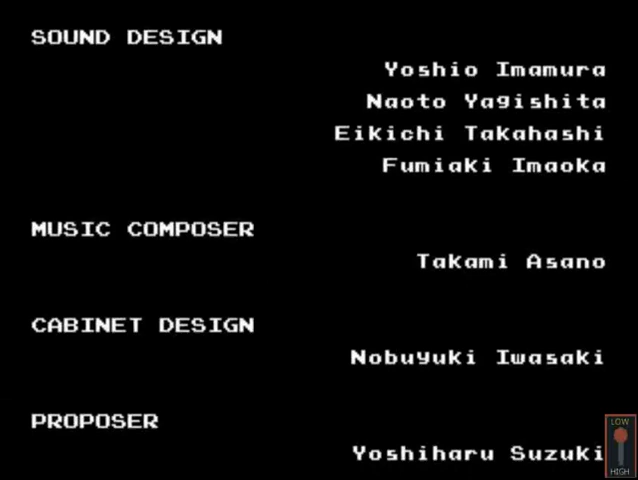 SOUND DESIGN
Yoshio Imamura
Naoto Yagishita
Eikichi Takahashi
Fumiaki Imaoka
MUSIC COMPOSER
Takami Asano
CABINET DESIGN
Nobuyuki Iwasaki
PROPOSER
Yoshiharu Suzuki
LOW
HIGH